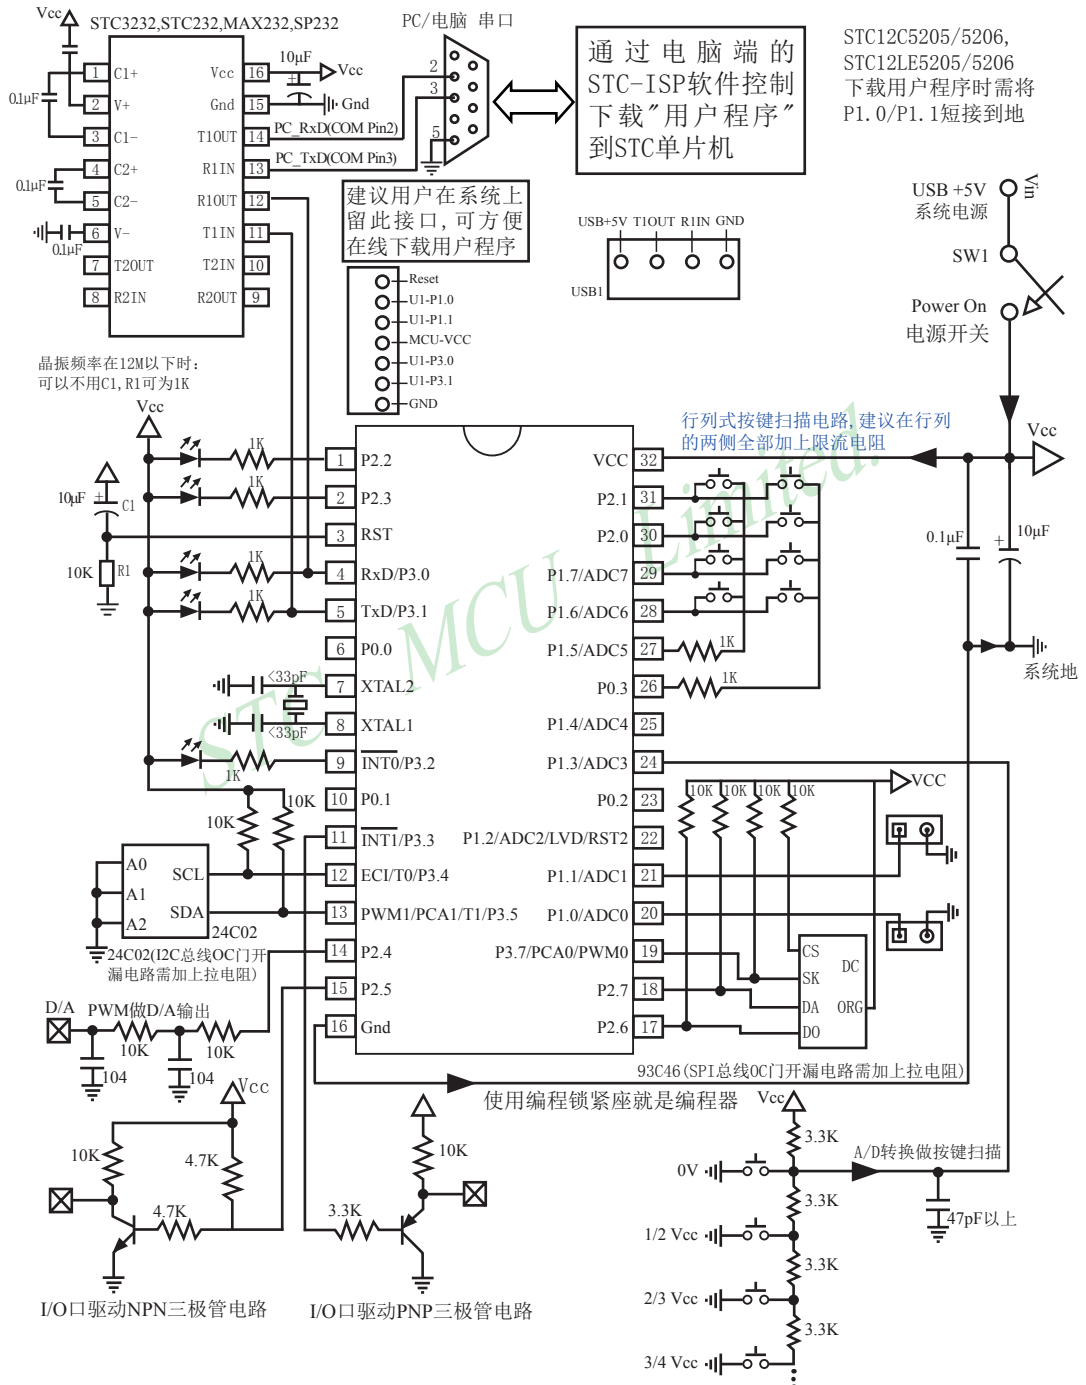 Vcc
STC3232,STC232,MAX232,SP232
PC/电脑 串口
1 C1+
2 V+
3 C1-
4 C2+
5 C2-
6 V-
7 T2OUT
8 R2IN
Vcc 16
Gnd 15
T1OUT 14
R1IN 13
R1OUT 12
T1IN 11
T2IN 10
R2OUT 9
0.1μF
0.1μF
0.1μF
10μF
+
Vcc
Gnd
PC_RxD(COM Pin2)
PC_TxD(COM Pin3)
2
3
5
通过电脑端的
STC-ISP软件控制
下载"用户程序"
到STC单片机
STC12C5205/5206,
STC12LE5205/5206
下载用户程序时需将
P1.0/P1.1短接到地
建议用户在系统上
留此接口,可方便
在线下载用户程序
Reset
U1-P1.0
U1-P1.1
MCU-VCC
U1-P3.0
U1-P3.1
GND
USB+5V T1OUT R1IN GND
USB1
USB +5V
系统电源
Vin
SW1
Power On
电源开关
晶振频率在12M以下时:
可以不用C1,R1可为1K
Vcc
1K
1K
10μF
+
C1
10K
R1
1K
1K
<33pF
<33pF
1K
10K
10K
1 P2.2
2 P2.3
3 RST
4 RxD/P3.0
5 TxD/P3.1
6 P0.0
7 XTAL2
8 XTAL1
9 INT0/P3.2
10 P0.1
11 INT1/P3.3
12 ECI/T0/P3.4
13 PWM1/PCA1/T1/P3.5
14 P2.4
15 P2.5
16 Gnd
VCC 32
P2.1 31
P2.0 30
P1.7/ADC7 29
P1.6/ADC6 28
P1.5/ADC5 27
P0.3 26
P1.4/ADC4 25
P1.3/ADC3 24
P0.2 23
P1.2/ADC2/LVD/RST2 22
P1.1/ADC1 21
P1.0/ADC0 20
P3.7/PCA0/PWM0 19
P2.7 18
P2.6 17
STC MCU Limited.
行列式按键扫描电路,建议在行列
的两侧全部加上限流电阻
Vcc
0.1μF
+
10μF
系统地
1K
1K
10K
10K
10K
10K
VCC
CS
SK
DA
DO
DC
ORG
93C46(SPI总线OC门开漏电路需加上拉电阻)
A0
A1
A2
SCL
SDA
24C02
24C02(I2C总线OC门开
漏电路需加上拉电阻)
D/A
PWM做D/A输出
10K
10K
104
104
Vcc
10K
4.7K
4.7K
I/O口驱动NPN三极管电路
10K
3.3K
I/O口驱动PNP三极管电路
使用编程锁紧座就是编程器
Vcc
3.3K
A/D转换做按键扫描
0V
3.3K
47pF以上
1/2 Vcc
3.3K
2/3 Vcc
3.3K
3/4 Vcc